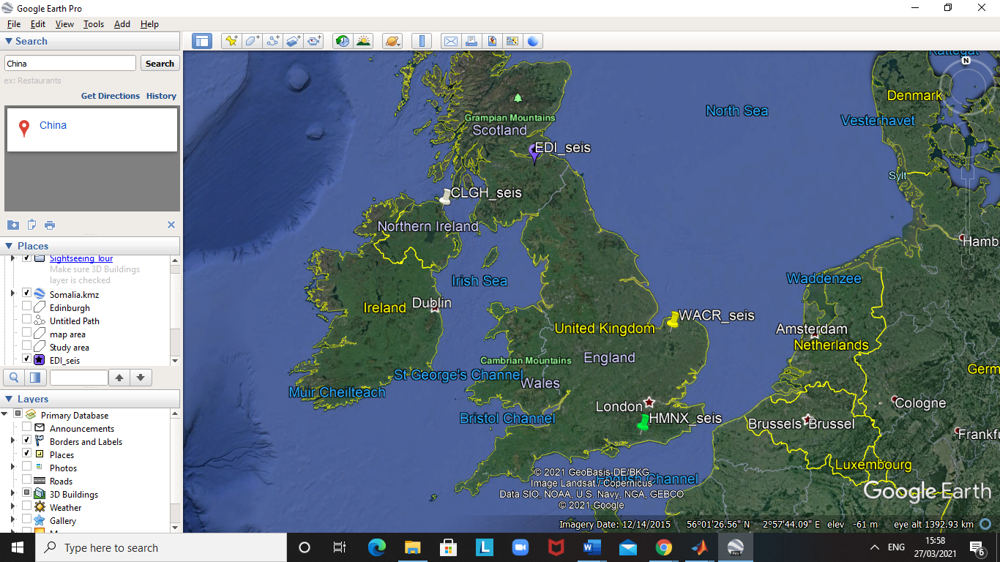 Google Earth Pro
File Edit View Tools Add Help
Search
China
Search
ex: Restaurants
Get Directions History
China
Places
Sightseeing Tour
Make sure 3D Buildings
layer is checked
Somalia.kmz
Edinburgh
Untitled Path
map area
Study area
EDI_seis
Layers
Primary Database
Announcements
Borders and Labels
Places
Photos
Roads
3D Buildings
Weather
Gallery
Kattegat
N
Denmark
North Sea
Vesterhavet
Grampian Mountains
Scotland
EDI_seis
Sylt
CLGH_seis
Northern Ireland
Hamb
Irish Sea
Waddenzee
Ireland
Dublin
WACR_seis
United Kingdom
Amsterdam
Netherlands
Cambrian Mountains
England
Germ
St George's Channel
Wales
Muir Cheilteach
London
Cologne
Bristol Channel
HMNX_seis
Brussels
Brussel
Frankfu
Luxembourg
© 2021 GeoBasis-DE/BKG
English Channel
Image Landsat / Copernicus
Data SIO, NOAA, U.S. Navy, NGA, GEBCO
© 2021 Google
Google Earth
Imagery Date: 12/14/2015 56°01'26.56" N 2°57'44.09" E elev -61 m eye alt 1392.93 km
Type here to search
L
W
Pro
ENG
15:58
27/03/2021
6